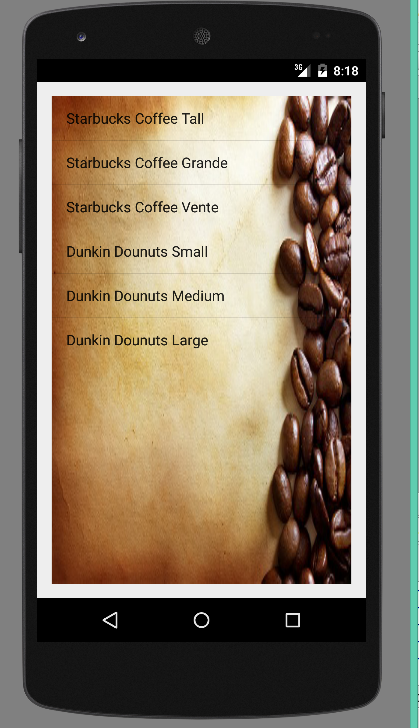 3G 8:18
Starbucks Coffee Tall
Starbucks Coffee Grande
Starbucks Coffee Vente
Dunkin Dounuts Small
Dunkin Dounuts Medium
Dunkin Dounuts Large